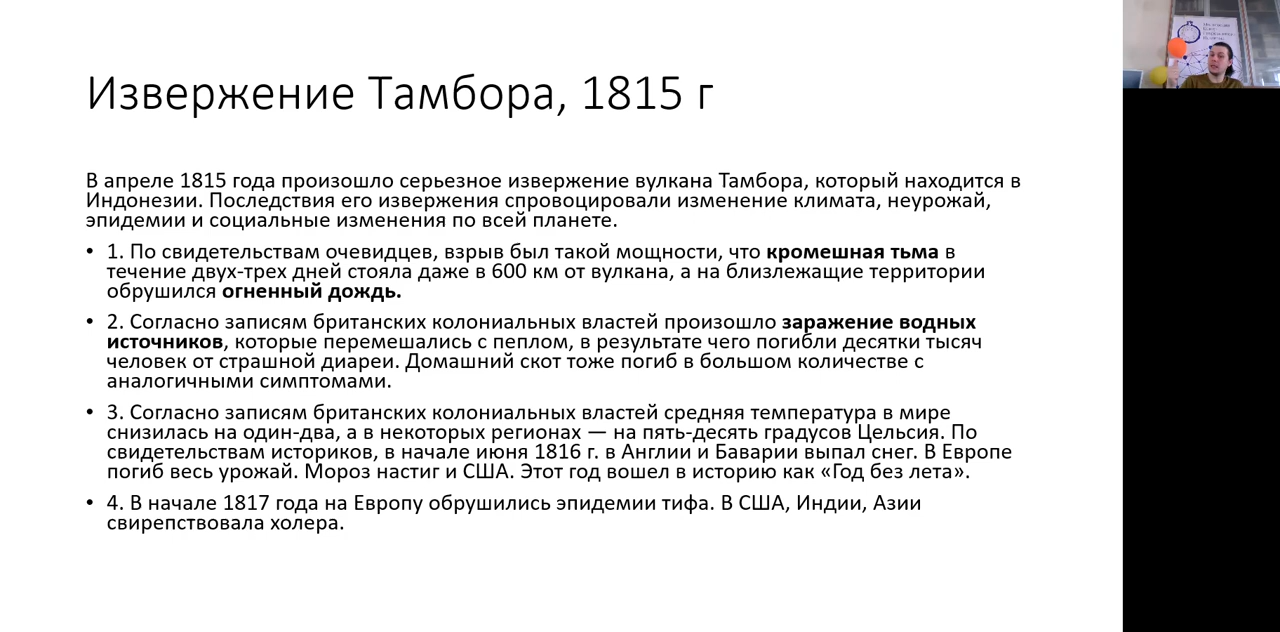 Извержение Тамбора, 1815 г
В апреле 1815 года произошло серьезное извержение вулкана Тамбора, который находится в
Индонезии. Последствия его извержения спровоцировали изменение климата, неурожай,
эпидемии и социальные изменения по всей планете.
• 1. По свидетельствам очевидцев, взрыв был такой мощности, что кромешная тьма в
течение двух-трех дней стояла даже в 600 км от вулкана, а на близлежащие территории
обрушился огненный дождь.
• 2. Согласно записям британских колониальных властей произошло заражение водных
источников, которые перемешались с пеплом, в результате чего погибли десятки тысяч
человек от страшной диареи. Домашний скот тоже погиб в большом количестве с
аналогичными симптомами.
• 3. Согласно записям британских колониальных властей средняя температура в мире
снизилась на один-два, а в некоторых регионах — на пять-десять градусов Цельсия. По
свидетельствам историков, в начале июня 1816 г. в Англии и Баварии выпал снег. В Европе
погиб весь урожай. Мороз настиг и США. Этот год вошел в историю как «Год без лета».
• 4. В начале 1817 года на Европу обрушились эпидемии тифа. В США, Индии, Азии
свирепствовала холера.